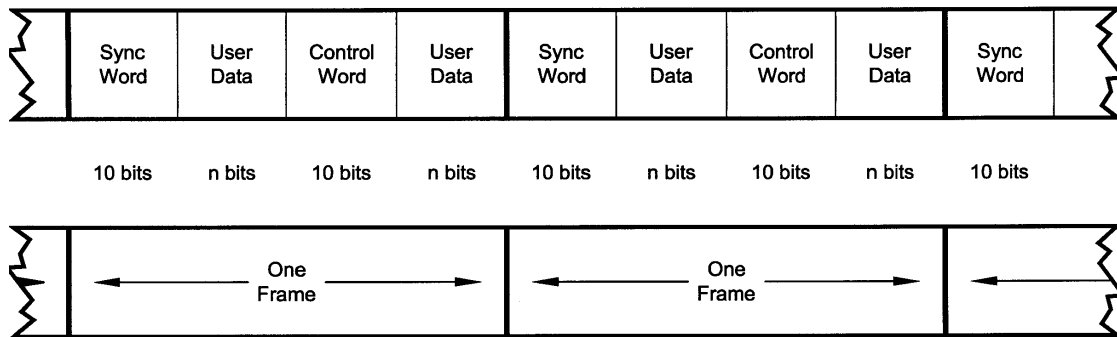 Sync Word
User Data
Control Word
User Data
Sync Word
User Data
Control Word
User Data
Sync Word
10 bits
n bits
10 bits
n bits
10 bits
n bits
10 bits
n bits
10 bits
One Frame
One Frame